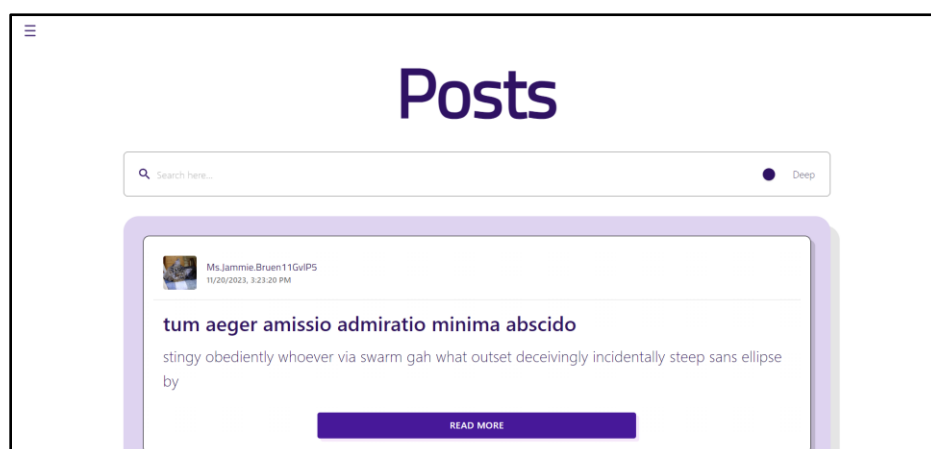 Posts
Search here...
Deep
Ms.Jammie.Bruen11GvlP5
11/20/2023, 3:23:20 PM
tum aeger amissio admiratio minima abscido
stingy obediently whoever via swarm gah what outset deceivingly incidentally steep sans ellipse
by
READ MORE